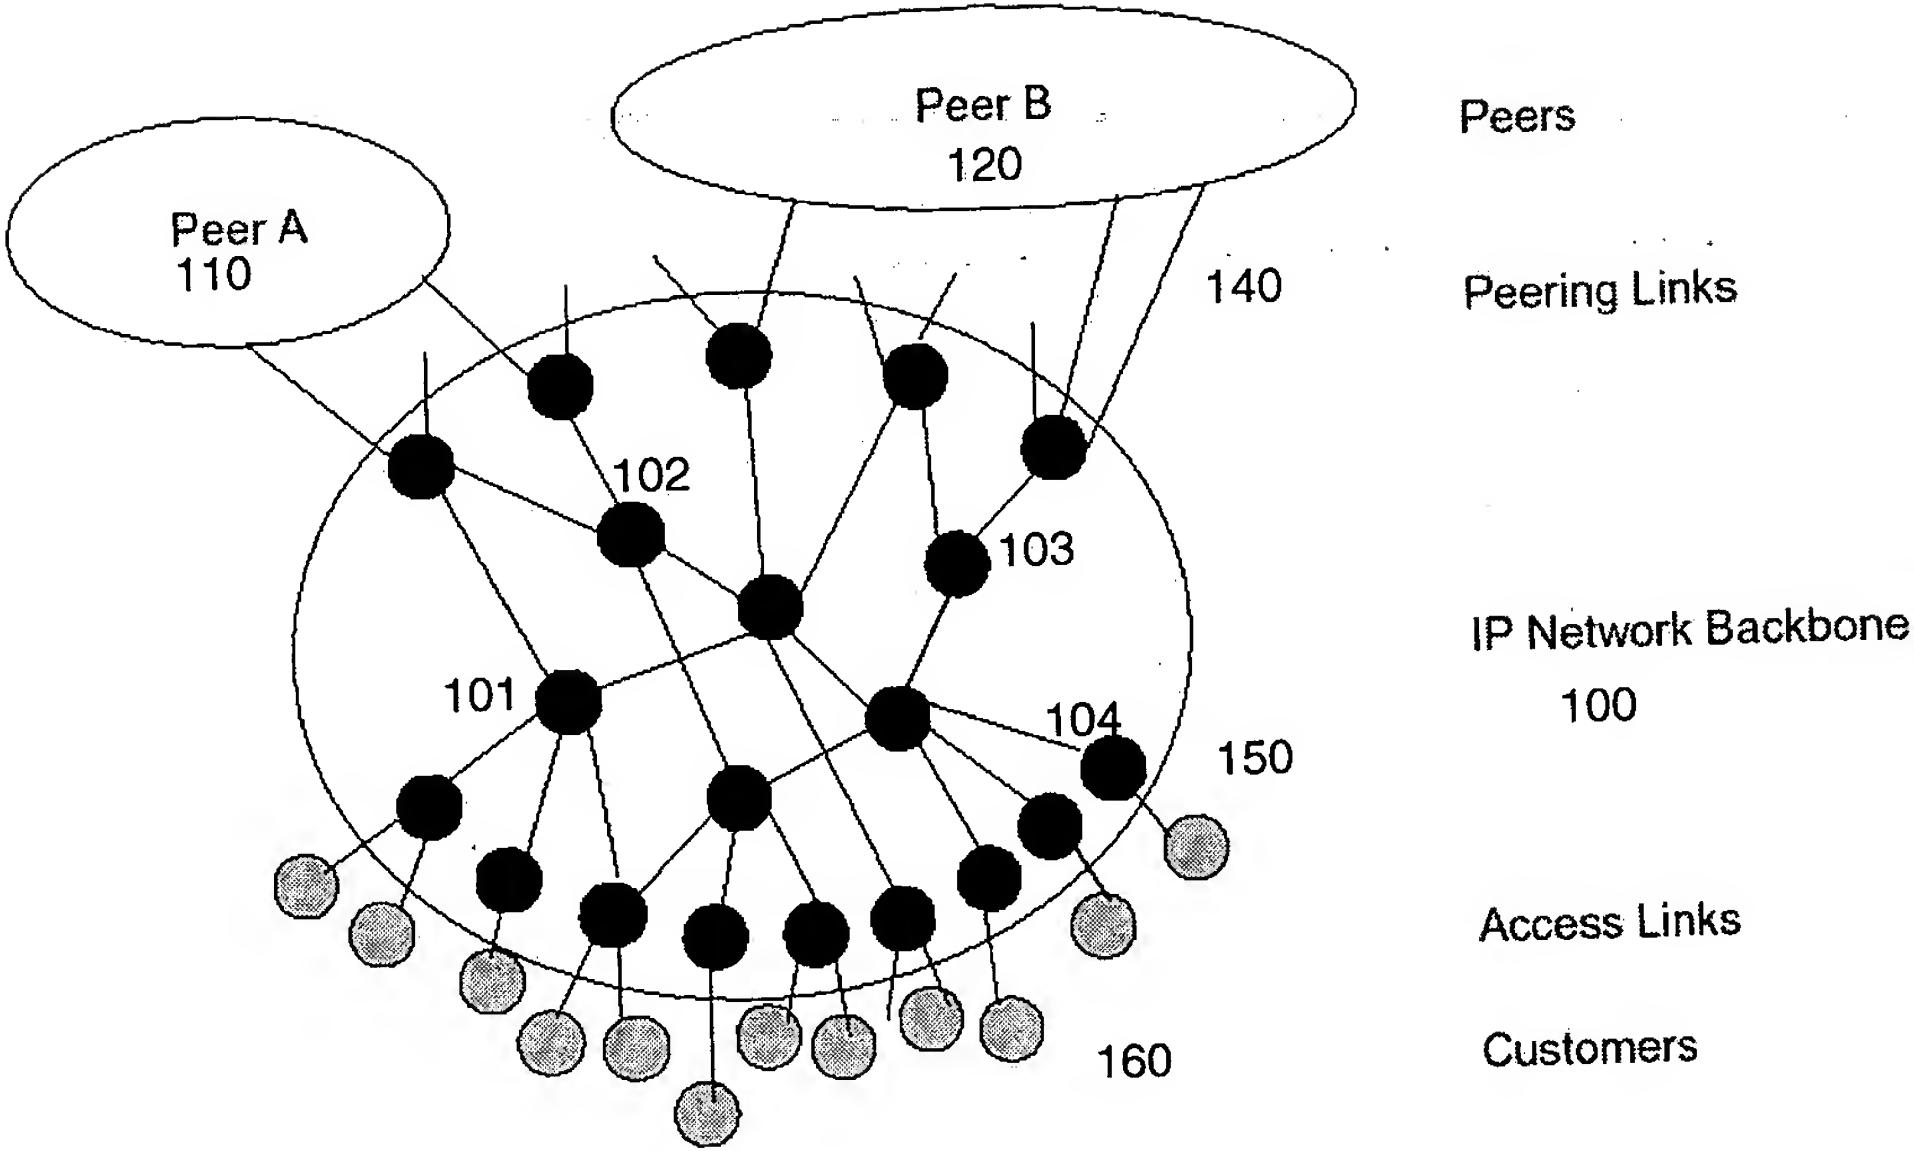 Peer B
120
Peers
Peer A
110
140
Peering Links
102
103
IP Network Backbone
100
101
104
150
Access Links
160
Customers